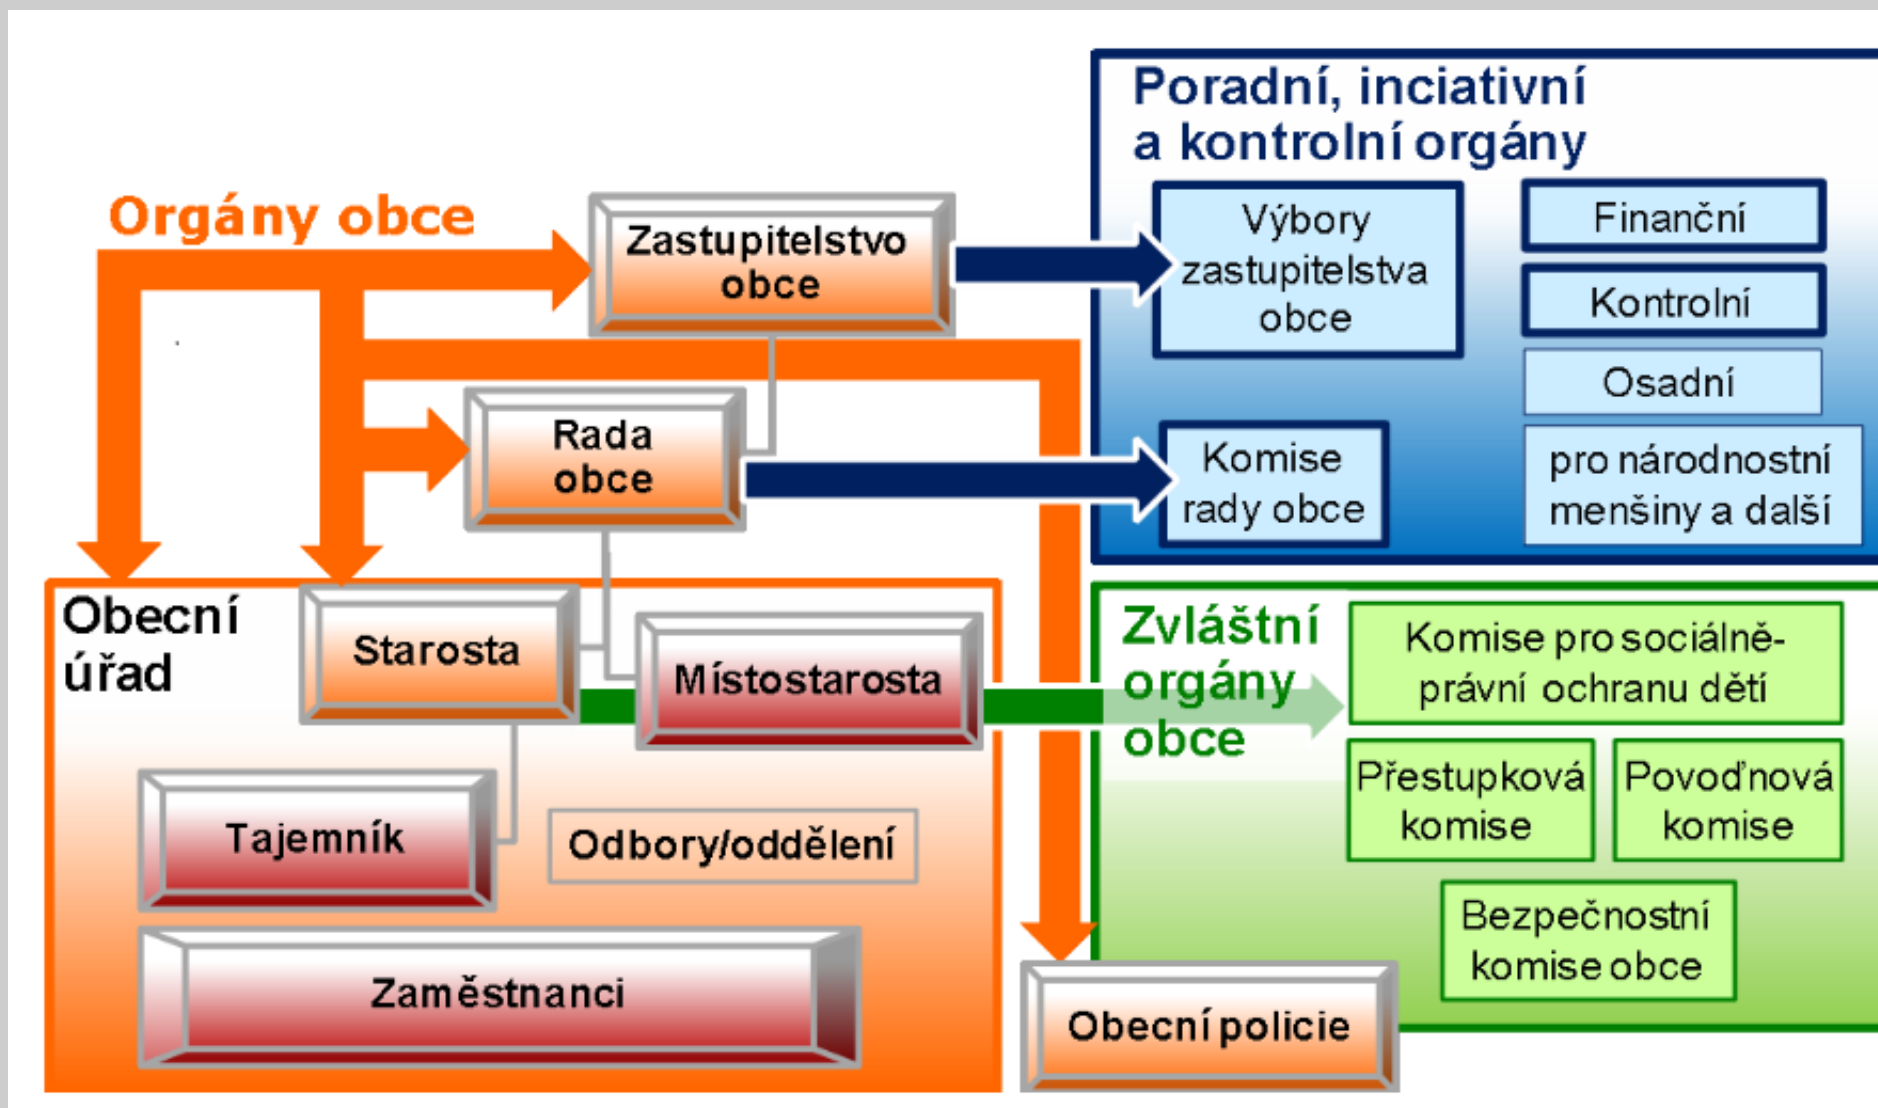 Poradní, inciativní
a kontrolní orgány
Orgány obce
Zastupitelstvo
obce
Výbory
zastupitelstva
obce
Finanční
Kontrolní
Osadní
pro národnostní
menšiny a další
Rada
obce
Komise
rady obce
Obecní
úřad
Starosta
Místostarosta
Tajemník
Odbory/oddělení
Zaměstnanci
Zvláštní
orgány
obce
Komise pro sociálně-
právní ochranu dětí
Přestupková
komise
Povoďnová
komise
Bezpečnostní
komise obce
Obecní policie